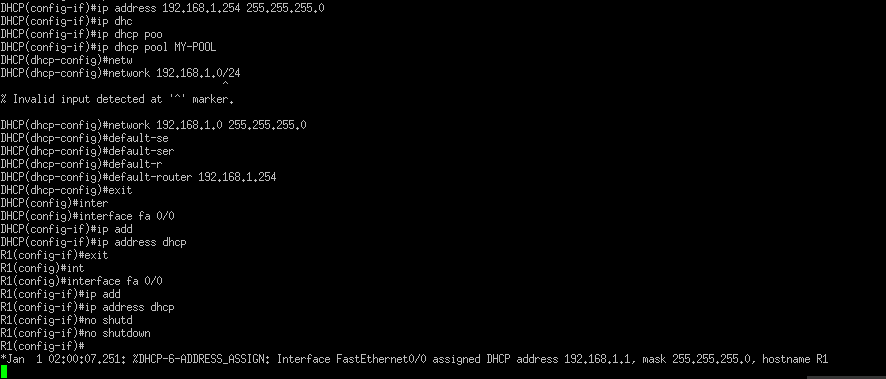 DHCP(config-if)#ip address 192.168.1.254 255.255.255.0
DHCP(config-if)#ip dhc
DHCP(config-if)#ip dhcp poo
DHCP(config-if)#ip dhcp pool MY-POOL
DHCP(dhcp-config)#netw
DHCP(dhcp-config)#network 192.168.1.0/24
^
% Invalid input detected at '^' marker.
DHCP(dhcp-config)#network 192.168.1.0 255.255.255.0
DHCP(dhcp-config)#default-se
DHCP(dhcp-config)#default-ser
DHCP(dhcp-config)#default-r
DHCP(dhcp-config)#default-router 192.168.1.254
DHCP(dhcp-config)#exit
DHCP(config)#inter
DHCP(config)#interface fa 0/0
DHCP(config-if)#ip add
DHCP(config-if)#ip address dhcp
R1(config-if)#exit
R1(config)#int
R1(config)#interface fa 0/0
R1(config-if)#ip add
R1(config-if)#ip address dhcp
R1(config-if)#no shutd
R1(config-if)#no shutdown
R1(config-if)#
*Jan  1 02:00:07.251: %DHCP-6-ADDRESS_ASSIGN: Interface FastEthernet0/0 assigned DHCP address 192.168.1.1, mask 255.255.255.0, hostname R1